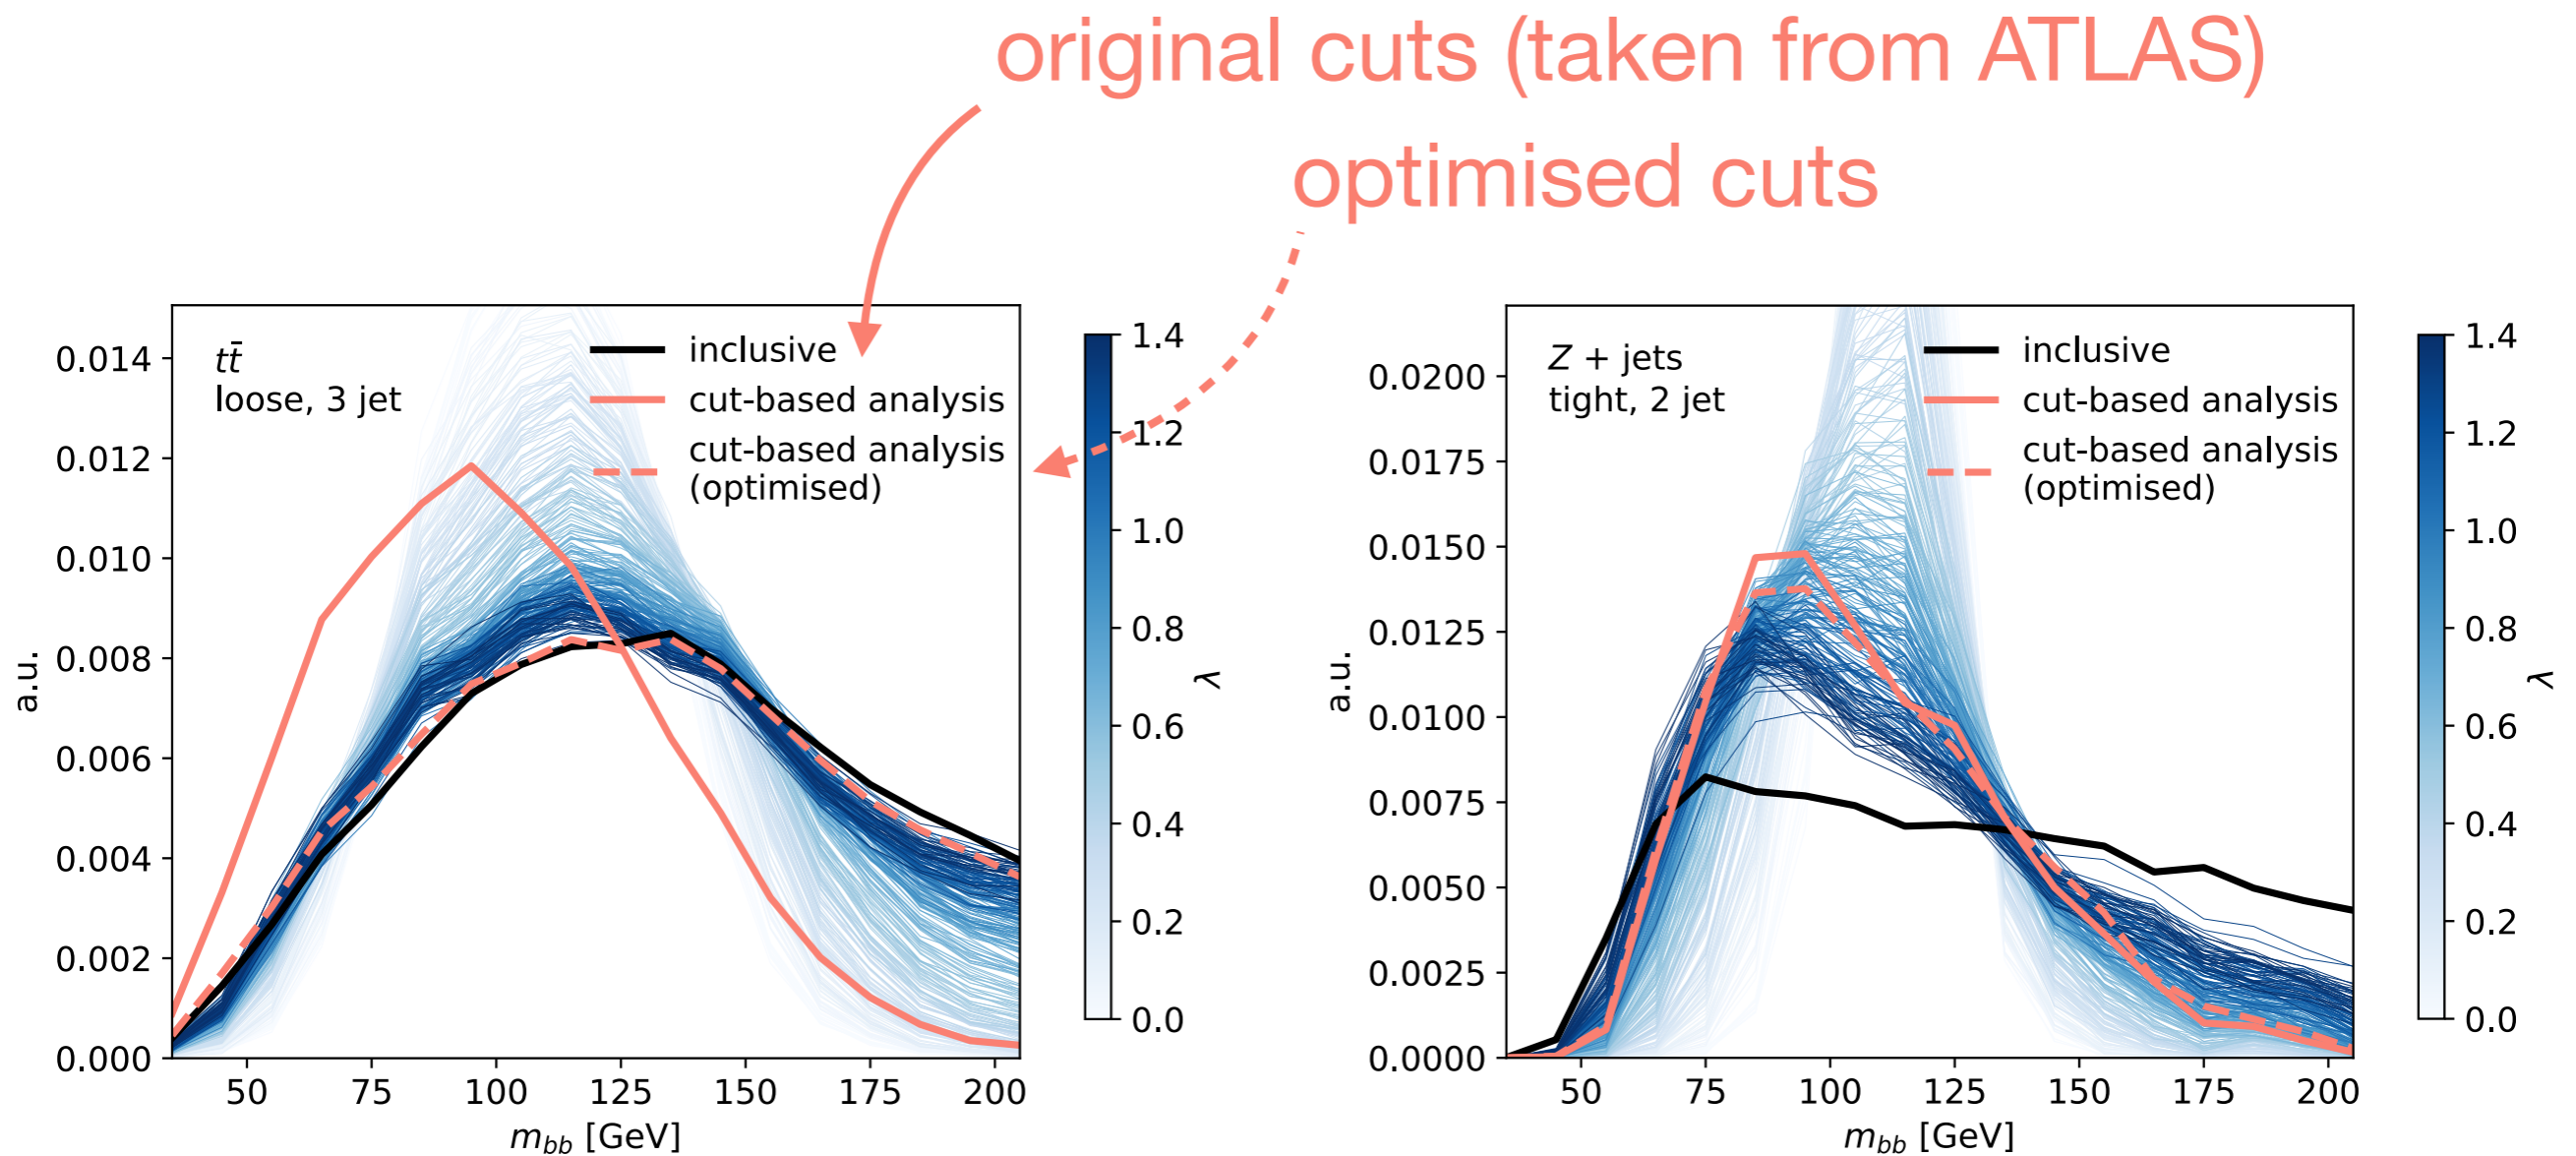 original cuts (taken from ATLAS)
optimised cuts
tt̄
loose, 3 jet
inclusive
cut-based analysis
cut-based analysis
(optimised)
0.014
0.012
0.010
0.008
0.006
0.004
0.002
0.000
a.u.
50 75 100 125 150 175 200
m_bb [GeV]
1.4
1.2
1.0
0.8
0.6
0.4
0.2
0.0
λ
Z + jets
tight, 2 jet
inclusive
cut-based analysis
cut-based analysis
(optimised)
0.0200
0.0175
0.0150
0.0125
0.0100
0.0075
0.0050
0.0025
0.0000
a.u.
50 75 100 125 150 175 200
m_bb [GeV]
1.4
1.2
1.0
0.8
0.6
0.4
0.2
0.0
λ